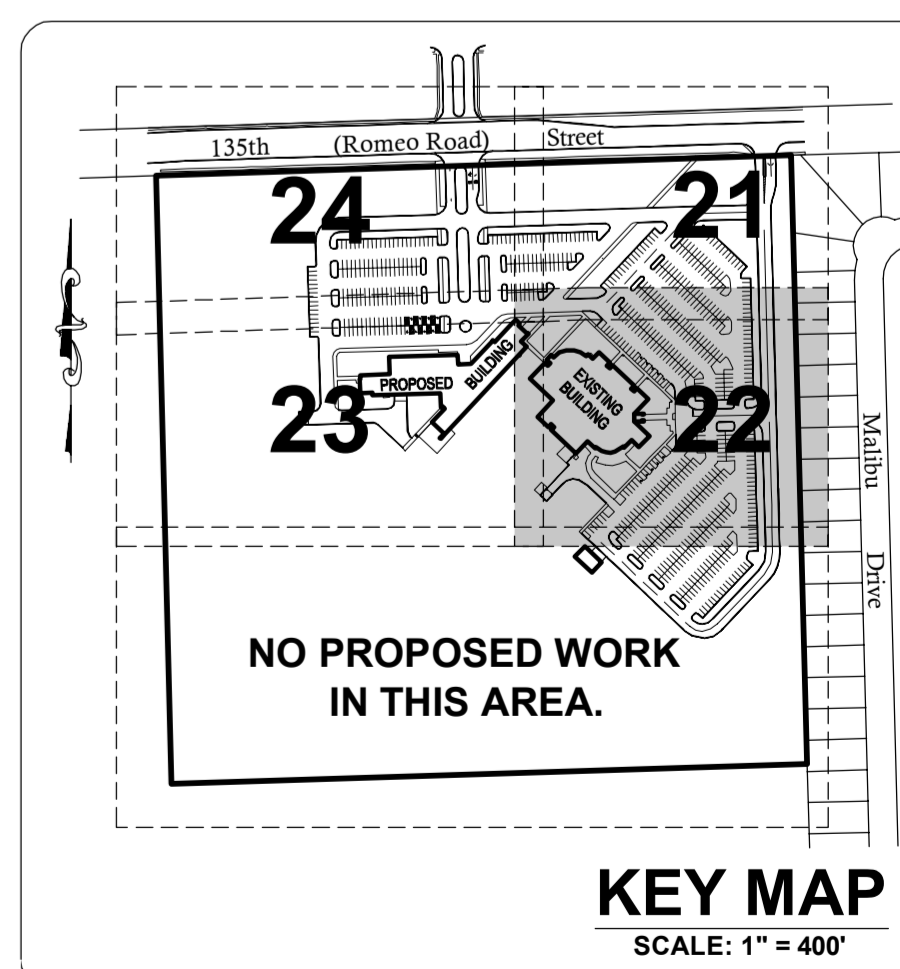 135th (Romeo Road) Street
24
21
PROPOSED BUILDING
EXISTING
BUILDING
23
22
Malibu Drive
NO PROPOSED WORK
IN THIS AREA.
KEY MAP
SCALE: 1" = 400'